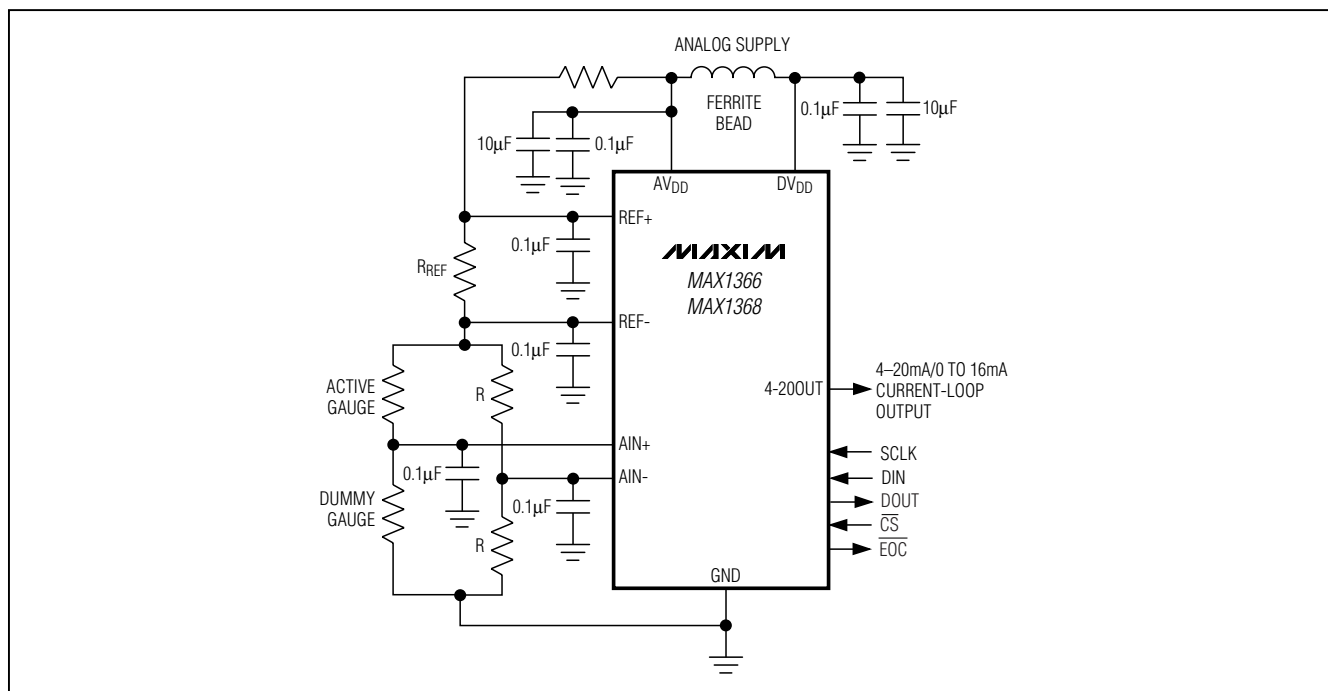 ANALOG SUPPLY
FERRITE
BEAD
0.1µF
10µF
10µF
0.1µF
AVDD
DVDD
REF+
0.1µF
MAXIM
MAX1366
MAX1368
RREF
REF-
0.1µF
ACTIVE
GAUGE
R
4-20OUT
4–20mA/0 TO 16mA
CURRENT-LOOP
OUTPUT
AIN+
0.1µF
SCLK
AIN-
DIN
DUMMY
GAUGE
0.1µF
DOUT
R
CS
EOC
GND